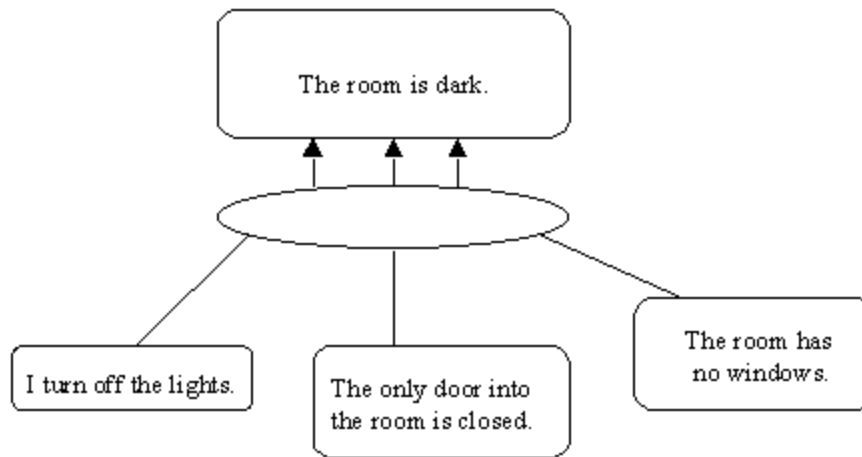 The room is dark.
I turn off the lights.
The only door into
the room is closed.
The room has
no windows.